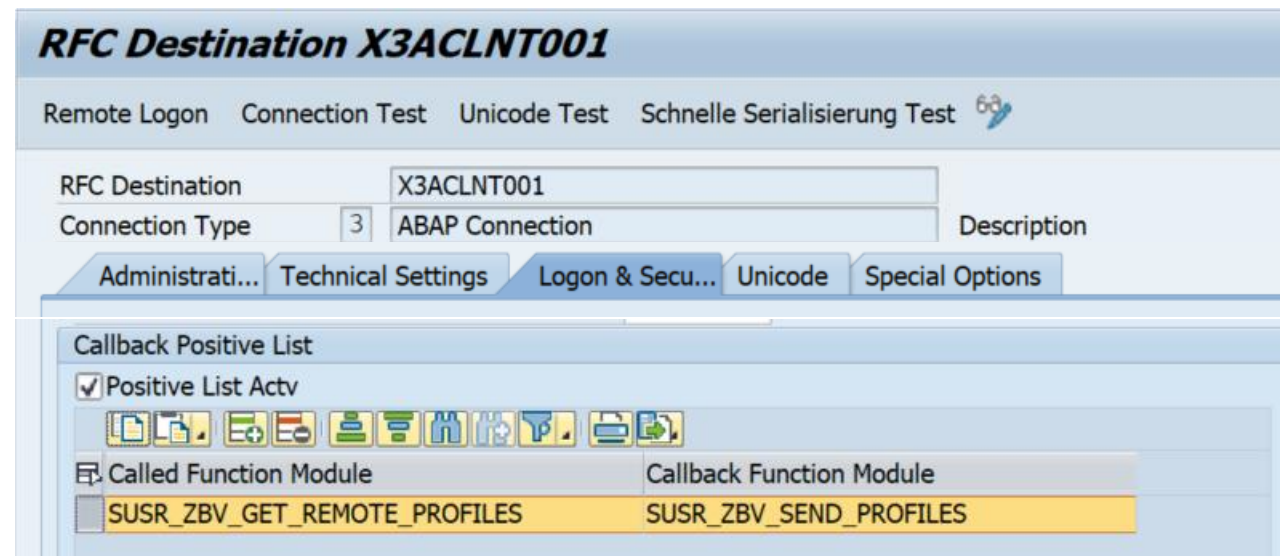 RFC Destination X3ACLNT001
Remote Logon Connection Test Unicode Test Schnelle Serialisierung Test
RFC Destination X3ACLNT001
Connection Type 3 ABAP Connection Description
Administrati... Technical Settings Logon & Secu... Unicode Special Options
Callback Positive List
Positive List Actv
Called Function Module Callback Function Module
SUSR_ZBV_GET_REMOTE_PROFILES SUSR_ZBV_SEND_PROFILES